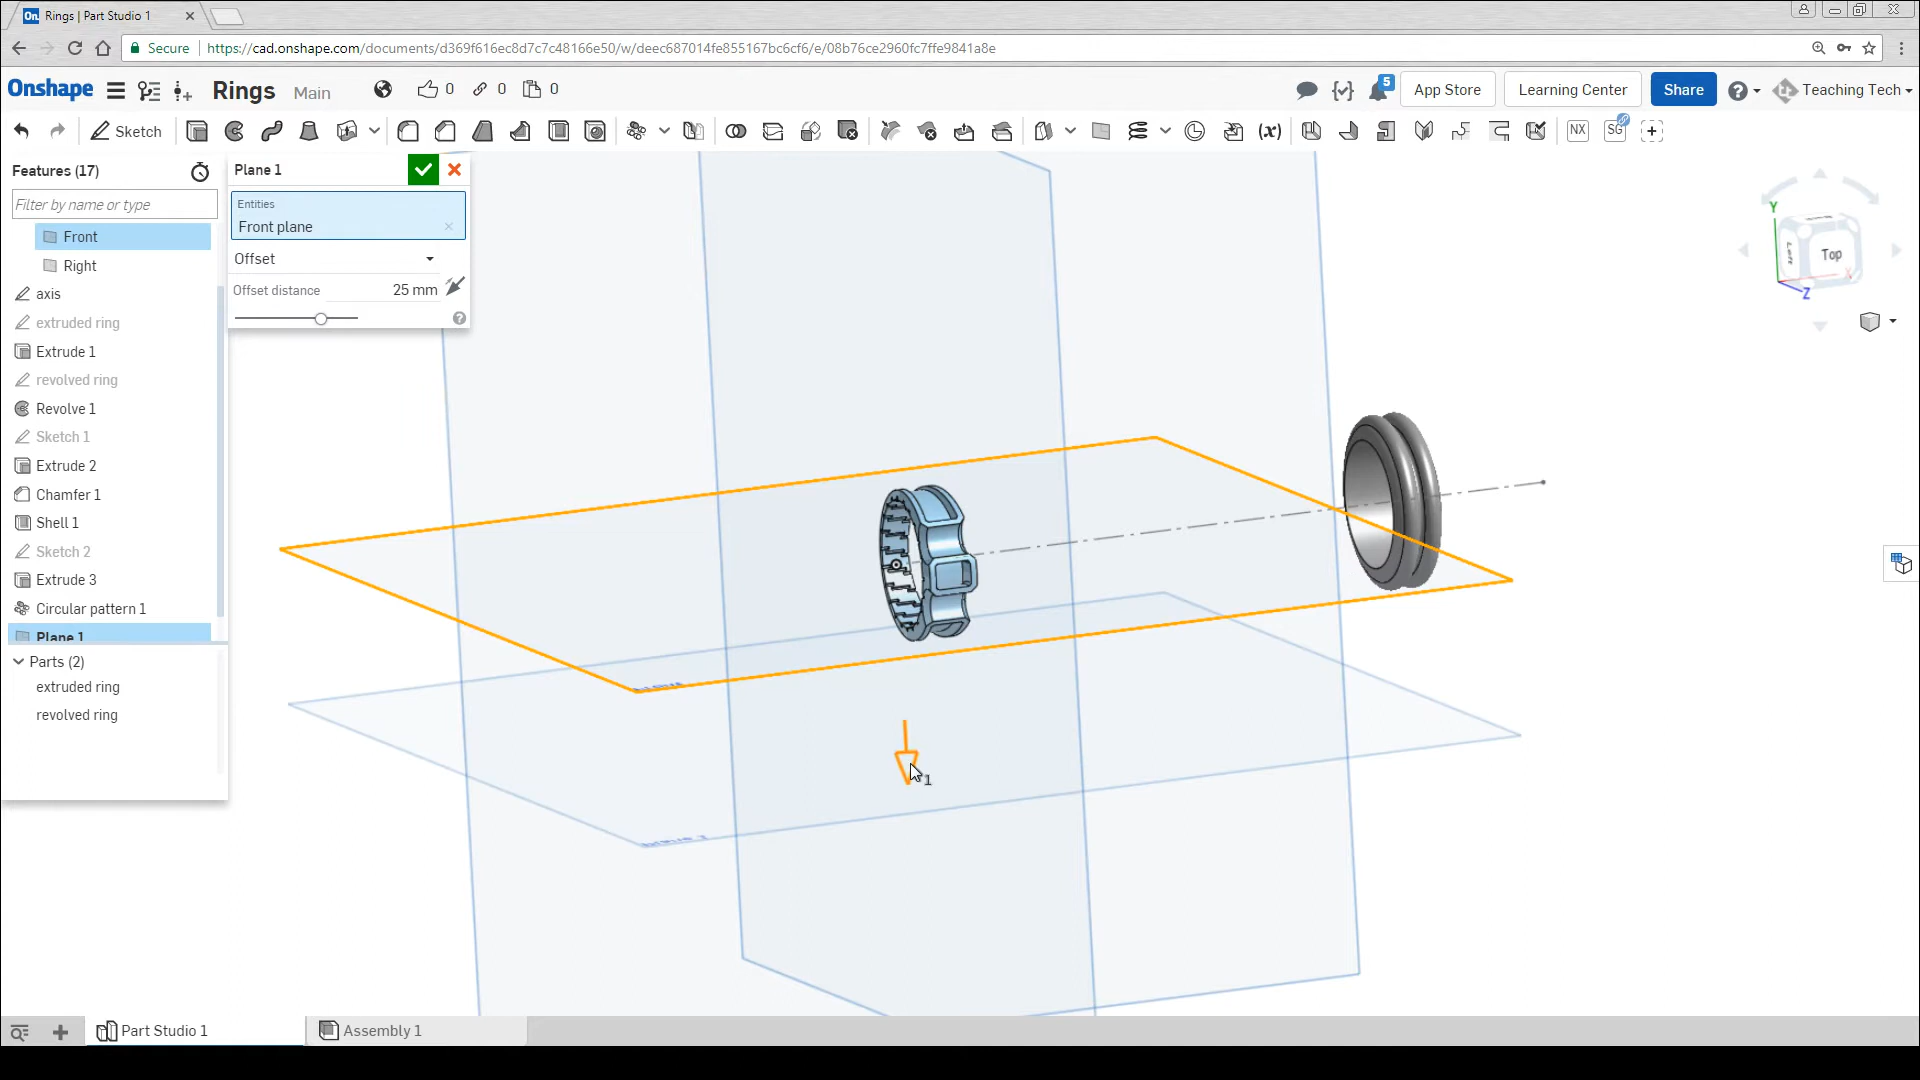 Rings | Part Studio 1
Secure
https://cad.onshape.com/documents/d369f616ec8d7c7c48166e50/w/deec687014fe855167bc6cf6/e/08b76ce2960fc7ffe9841a8e
Onshape
Rings
Main
0
0
0
5
App Store
Learning Center
Share
Teaching Tech
Sketch
(x)
NX
SG
Features (17)
Filter by name or type
Front
Right
axis
extruded ring
Extrude 1
revolved ring
Revolve 1
Sketch 1
Extrude 2
Chamfer 1
Shell 1
Sketch 2
Extrude 3
Circular pattern 1
Plane 1
Parts (2)
extruded ring
revolved ring
Plane 1
Entities
Front plane
Offset
Offset distance
25 mm
Y
Left
Top
X
Z
1
Part Studio 1
Assembly 1